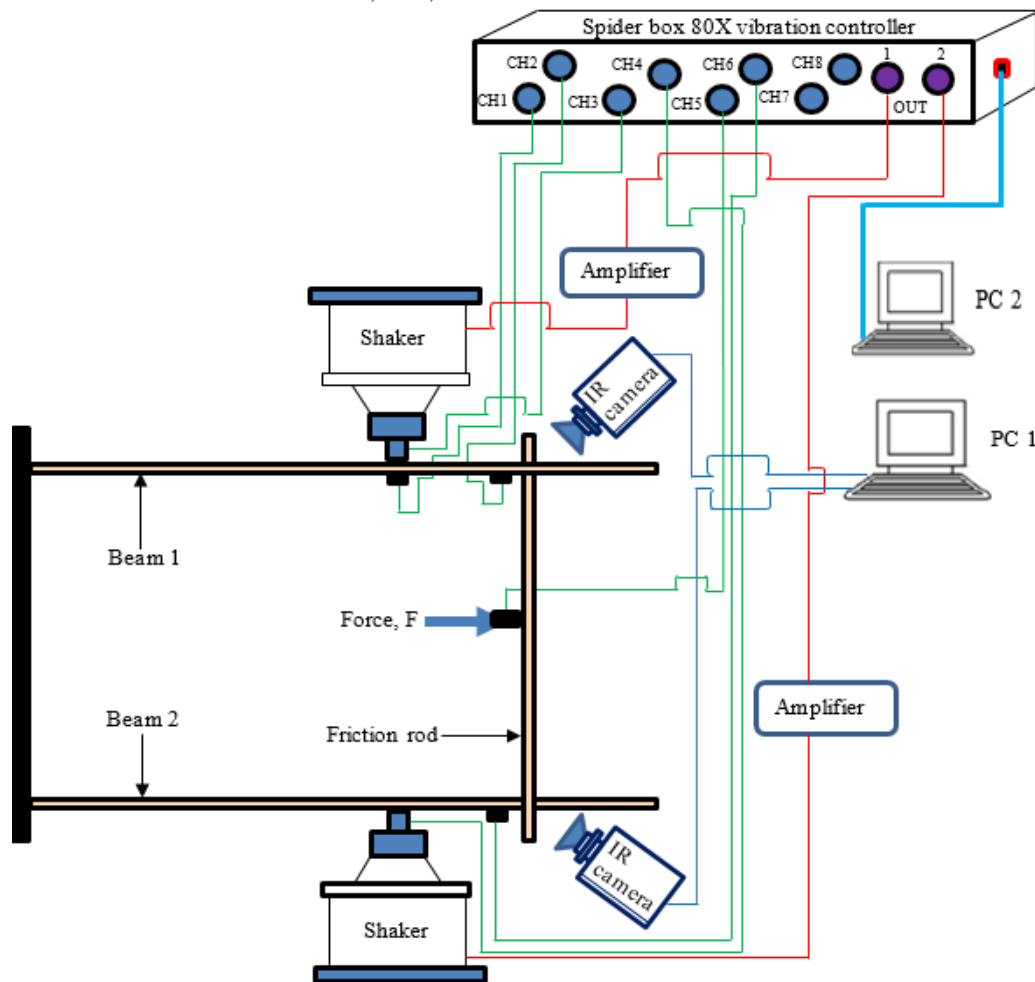 Spider box 80X vibration controller
CH2
CH4
CH6
CH8
1
2
CH1
CH3
CH5
CH7
OUT
Amplifier
PC 2
Shaker
IR
camera
PC 1
Beam 1
Force, F
Beam 2
Friction rod
Amplifier
IR
camera
Shaker